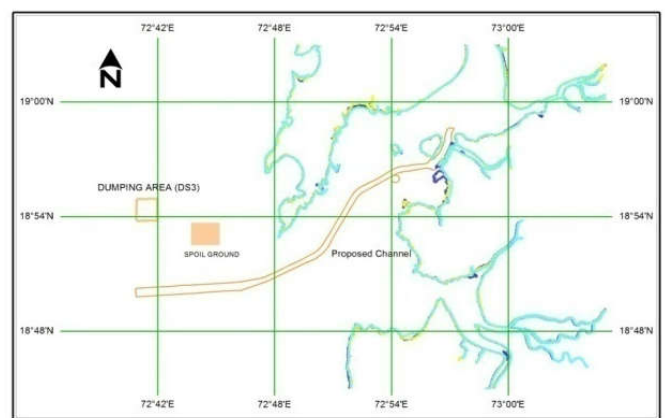 72°42'E 72°48'E 72°54'E 73°00'E
N
19°00'N 19°00'N
DUMPING AREA (DS3)
18°54'N 18°54'N
SPOIL GROUND
Proposed Channel
18°48'N 18°48'N
72°42'E 72°48'E 72°54'E 73°00'E